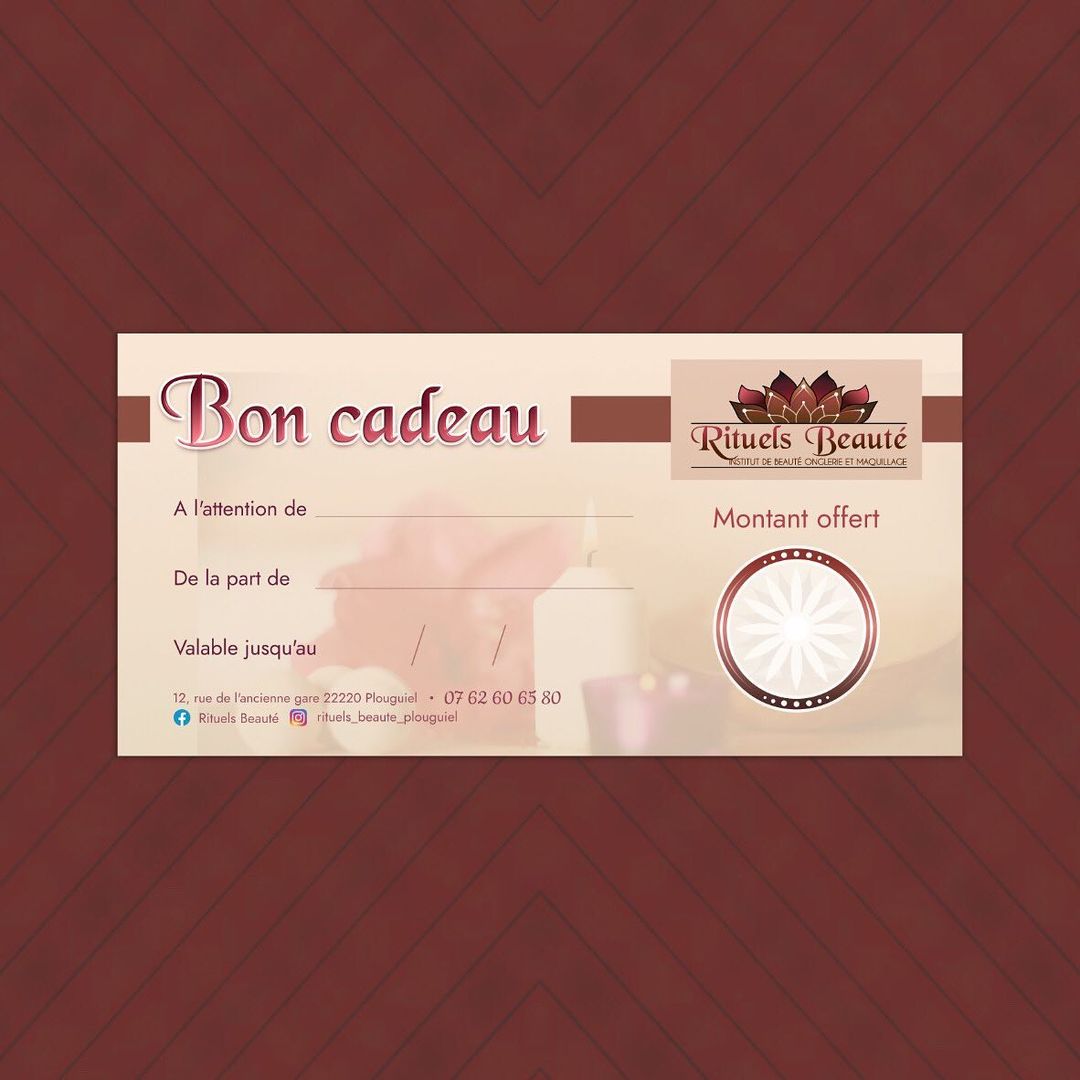 Bon cadeau
Rituels Beauté
INSTITUT DE BEAUTÉ ONGLERIE ET MAQUILLAGE
A l'attention de
De la part de
Valable jusqu'au / /
Montant offert
12, rue de l'ancienne gare 22220 Plouguiel • 07 62 60 65 80
Rituels Beauté rituels_beaute_plouguiel